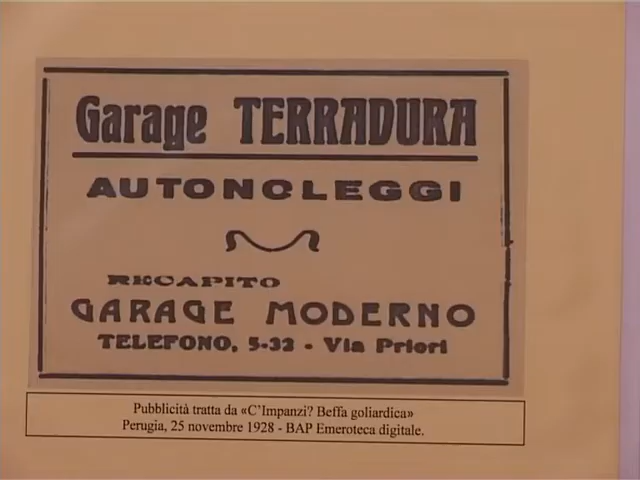 Garage TERRADURA
AUTONOLEGGI
RECAPITO
GARAGE MODERNO
TELEFONO, 5-32 - Via Priori
Pubblicità tratta da «C'Impanzi? Beffa goliardica»
Perugia, 25 novembre 1928 - BAP Emeroteca digitale.